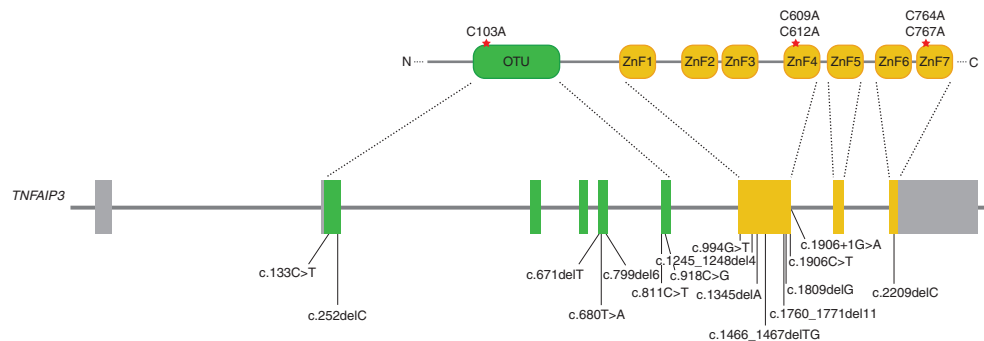 C103A
C609A
C612A
C764A
C767A
N
OTU
ZnF1
ZnF2
ZnF3
ZnF4
ZnF5
ZnF6
ZnF7
C
TNFAIP3
c.133C>T
c.252delC
c.671delT
c.680T>A
c.799del6
c.811C>T
c.918C>G
c.994G>T
c.1245_1248del4
c.1345delA
c.1466_1467delTG
c.1760_1771del11
c.1809delG
c.1906C>T
c.1906+1G>A
c.2209delC